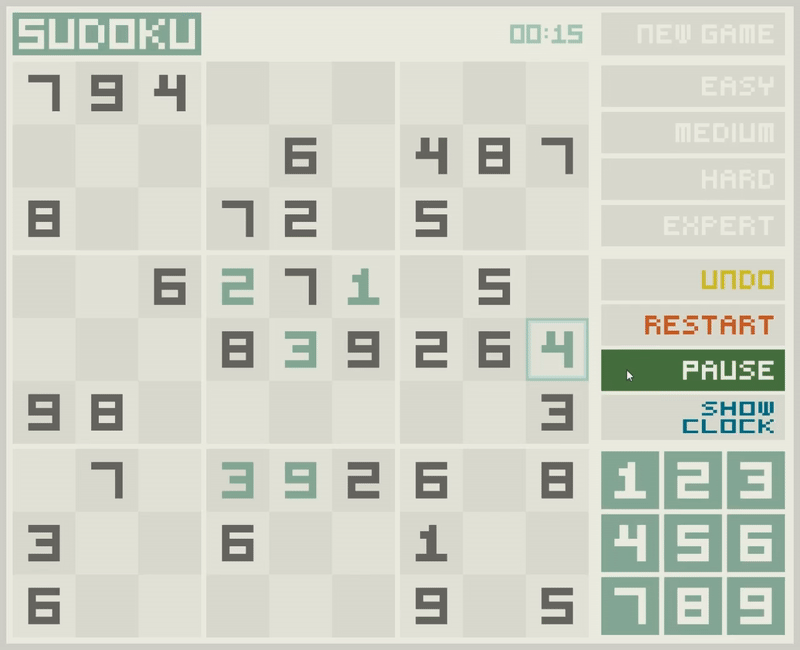 SUDOKU 00:15 NEW GAME
7 9 4 EASY
6 4 8 7 MEDIUM
HARD
8 7 2 5 EXPERT
6 2 7 1 5 UNDO
RESTART
8 3 9 2 6 4 PAUSE
9 8 3 SHOW
CLOCK
7 3 9 2 6 8 1 2 3
3 6 1 4 5 6
6 9 5 7 8 9